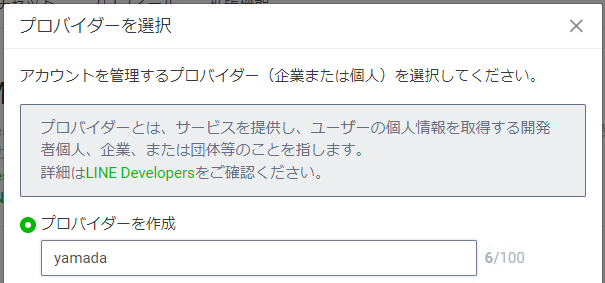 プロバイダーを選択
アカウントを管理するプロバイダー（企業または個人）を選択してください。
プロバイダーとは、サービスを提供し、ユーザーの個人情報を取得する開発
者個人、企業、または団体等のことを指します。
詳細はLINE Developersをご確認ください。
プロバイダーを作成
yamada
6/100